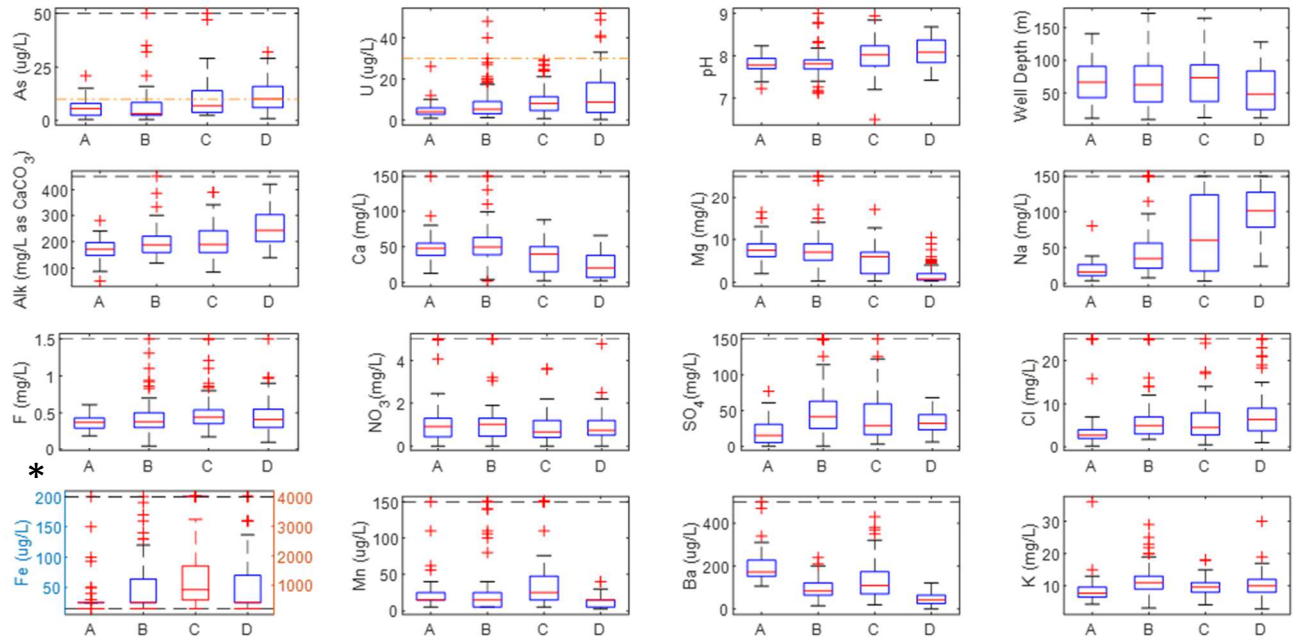 As (ug/L)
50
25
0
A B C D
U (ug/L)
40
20
0
A B C D
pH
9
8
7
A B C D
Well Depth (m)
150
100
50
A B C D
Alk (mg/L as CaCO₃)
400
300
200
100
A B C D
Ca (mg/L)
150
100
50
0
A B C D
Mg (mg/L)
20
10
0
A B C D
Na (mg/L)
150
100
50
0
A B C D
F (mg/L)
1.5
1
0.5
0
A B C D
NO₃(mg/L)
4
2
0
A B C D
SO₄(mg/L)
150
100
50
0
A B C D
Cl (mg/L)
20
10
0
A B C D
*
Fe (ug/L)
200
150
100
50
4000
3000
2000
1000
A B C D
Mn (ug/L)
150
100
50
0
A B C D
Ba (ug/L)
400
200
0
A B C D
K (mg/L)
30
20
10
A B C D